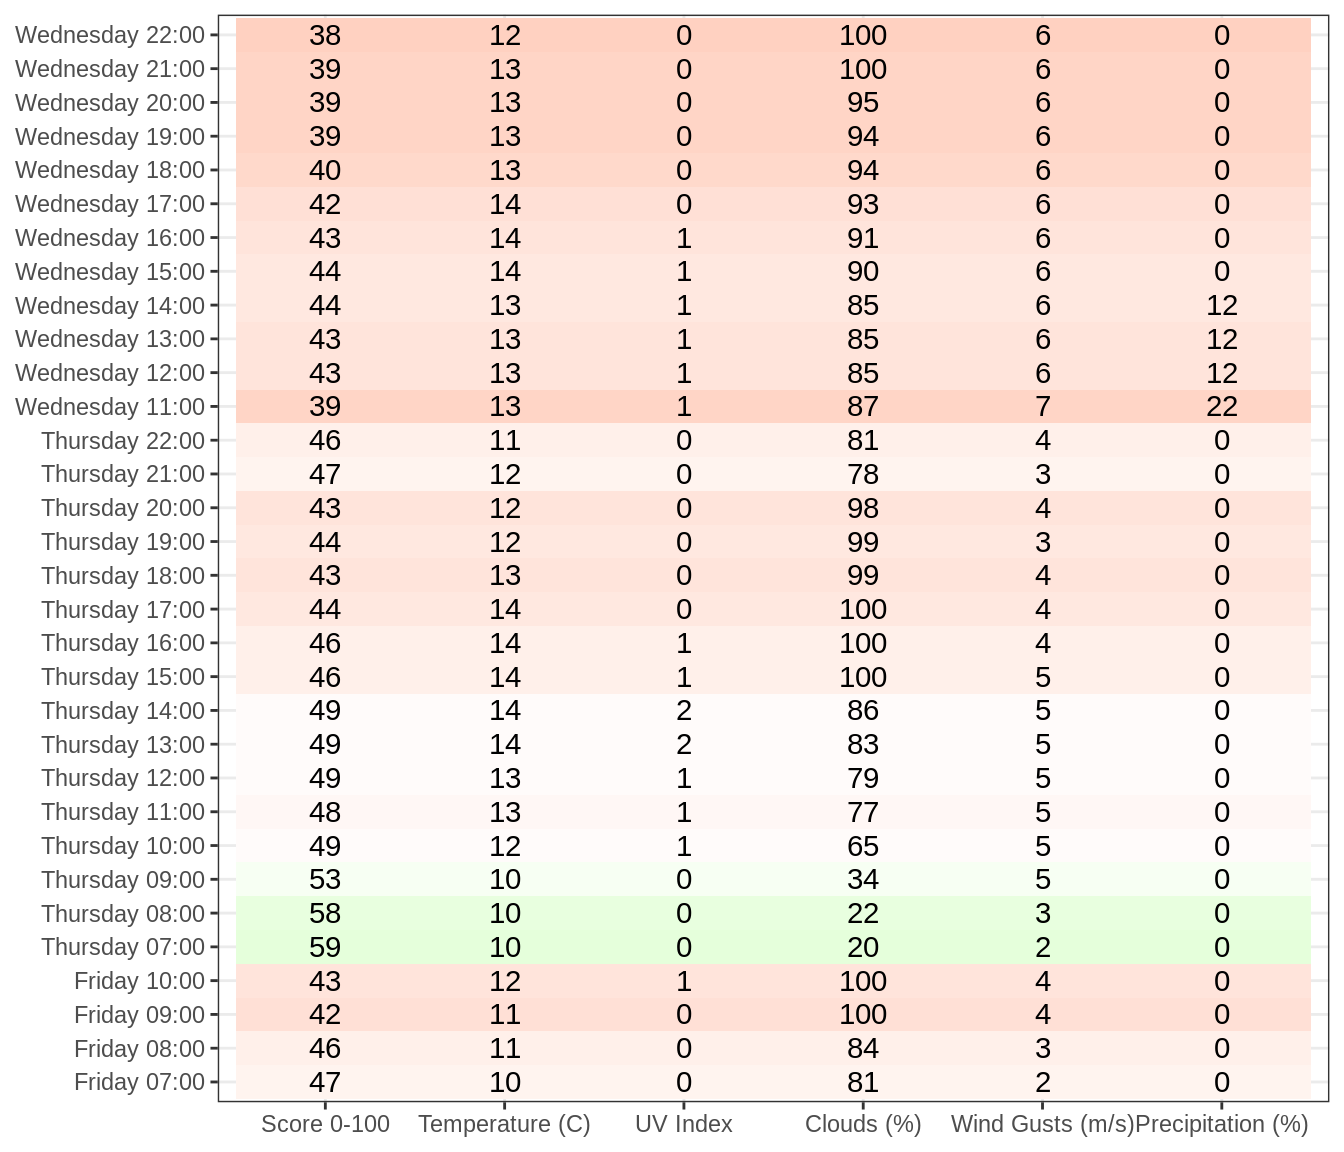 Wednesday 22:00 38 12 0 100 6 0
Wednesday 21:00 39 13 0 100 6 0
Wednesday 20:00 39 13 0 95 6 0
Wednesday 19:00 39 13 0 94 6 0
Wednesday 18:00 40 13 0 94 6 0
Wednesday 17:00 42 14 0 93 6 0
Wednesday 16:00 43 14 1 91 6 0
Wednesday 15:00 44 14 1 90 6 0
Wednesday 14:00 44 13 1 85 6 12
Wednesday 13:00 43 13 1 85 6 12
Wednesday 12:00 43 13 1 85 6 12
Wednesday 11:00 39 13 1 87 7 22
Thursday 22:00 46 11 0 81 4 0
Thursday 21:00 47 12 0 78 3 0
Thursday 20:00 43 12 0 98 4 0
Thursday 19:00 44 12 0 99 3 0
Thursday 18:00 43 13 0 99 4 0
Thursday 17:00 44 14 0 100 4 0
Thursday 16:00 46 14 1 100 4 0
Thursday 15:00 46 14 1 100 5 0
Thursday 14:00 49 14 2 86 5 0
Thursday 13:00 49 14 2 83 5 0
Thursday 12:00 49 13 1 79 5 0
Thursday 11:00 48 13 1 77 5 0
Thursday 10:00 49 12 1 65 5 0
Thursday 09:00 53 10 0 34 5 0
Thursday 08:00 58 10 0 22 3 0
Thursday 07:00 59 10 0 20 2 0
Friday 10:00 43 12 1 100 4 0
Friday 09:00 42 11 0 100 4 0
Friday 08:00 46 11 0 84 3 0
Friday 07:00 47 10 0 81 2 0
Score 0-100 Temperature (C) UV Index Clouds (%) Wind Gusts (m/s) Precipitation (%)